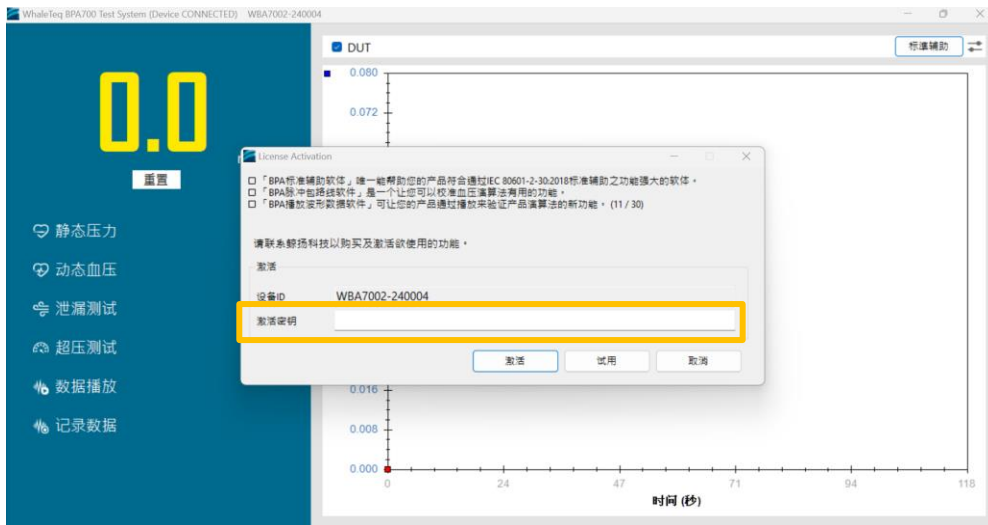 WhaleTeq BPA700 Test System (Device CONNECTED) WBA7002-240004
0.0
重置
静态压力
动态血压
泄漏测试
超压测试
数据播放
记录数据
DUT
标准辅助
0.080
0.072
License Activation
「BPA标准辅助软体」唯一能帮助您的产品符合通过IEC 80601-2-30:2018标准辅助之功能强大的软体。
「BPA脉冲包路线软件」是一个让您可以校准血压演算法有用的功能。
「BPA播放波形数据软件」可让您的产品通过播放来验证产品演算法的新功能。 (11 / 30)
请联系鲸扬科技以购买及激活欲使用的功能。
激活
设备ID WBA7002-240004
激活密钥
激活 试用 取消
0.016
0.008
0.000
0 24 47 71 94 118
时间 (秒)